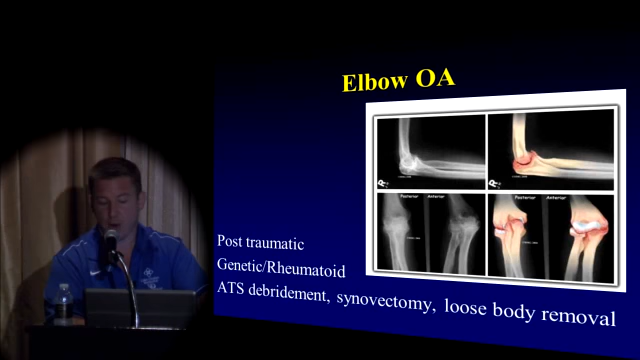 Elbow OA
Posterior Anterior
Posterior Anterior
R
R
Post traumatic
Genetic/Rheumatoid
ATS debridement, synovectomy, loose body removal